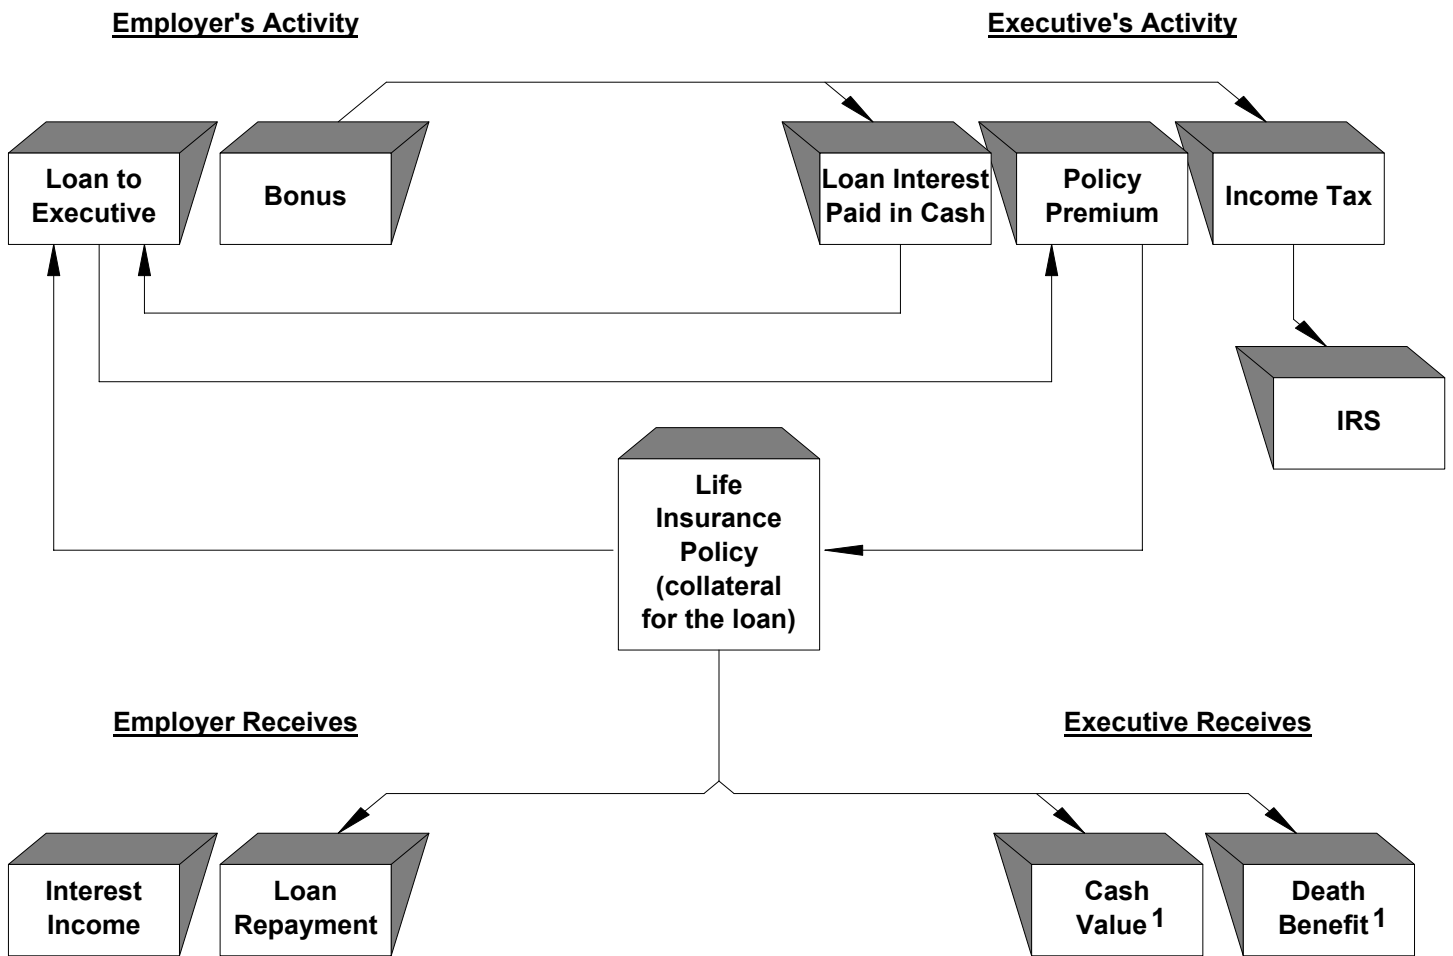 Employer's Activity
Executive's Activity
Loan to
Executive
Bonus
Loan Interest
Paid in Cash
Policy
Premium
Income Tax
IRS
Life
Insurance
Policy
(collateral
for the loan)
Employer Receives
Executive Receives
Interest
Income
Loan
Repayment
Cash
Value 1
Death
Benefit 1